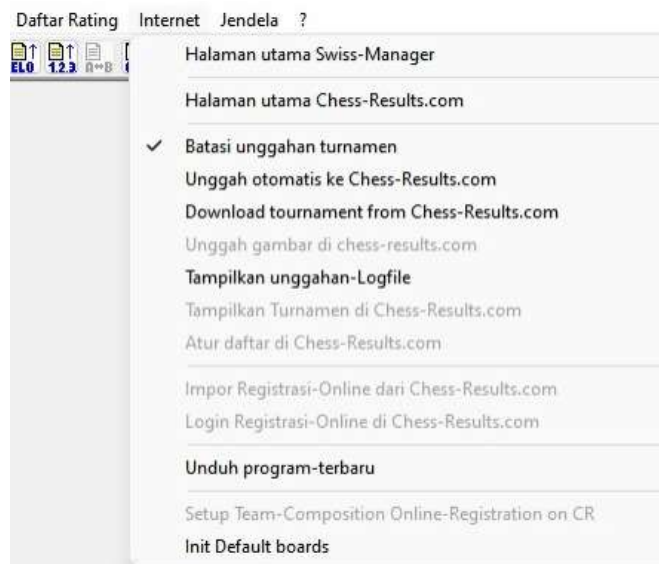 Daftar Rating Internet Jendela ?
ELO 1.2.3. A⇔B
Halaman utama Swiss-Manager
Halaman utama Chess-Results.com
Batasi unggahan turnamen
Unggah otomatis ke Chess-Results.com
Download tournament from Chess-Results.com
Unggah gambar di chess-results.com
Tampilkan unggahan-Logfile
Tampilkan Turnamen di Chess-Results.com
Atur daftar di Chess-Results.com
Impor Registrasi-Online dari Chess-Results.com
Login Registrasi-Online di Chess-Results.com
Unduh program-terbaru
Setup Team-Composition Online-Registration on CR
Init Default boards